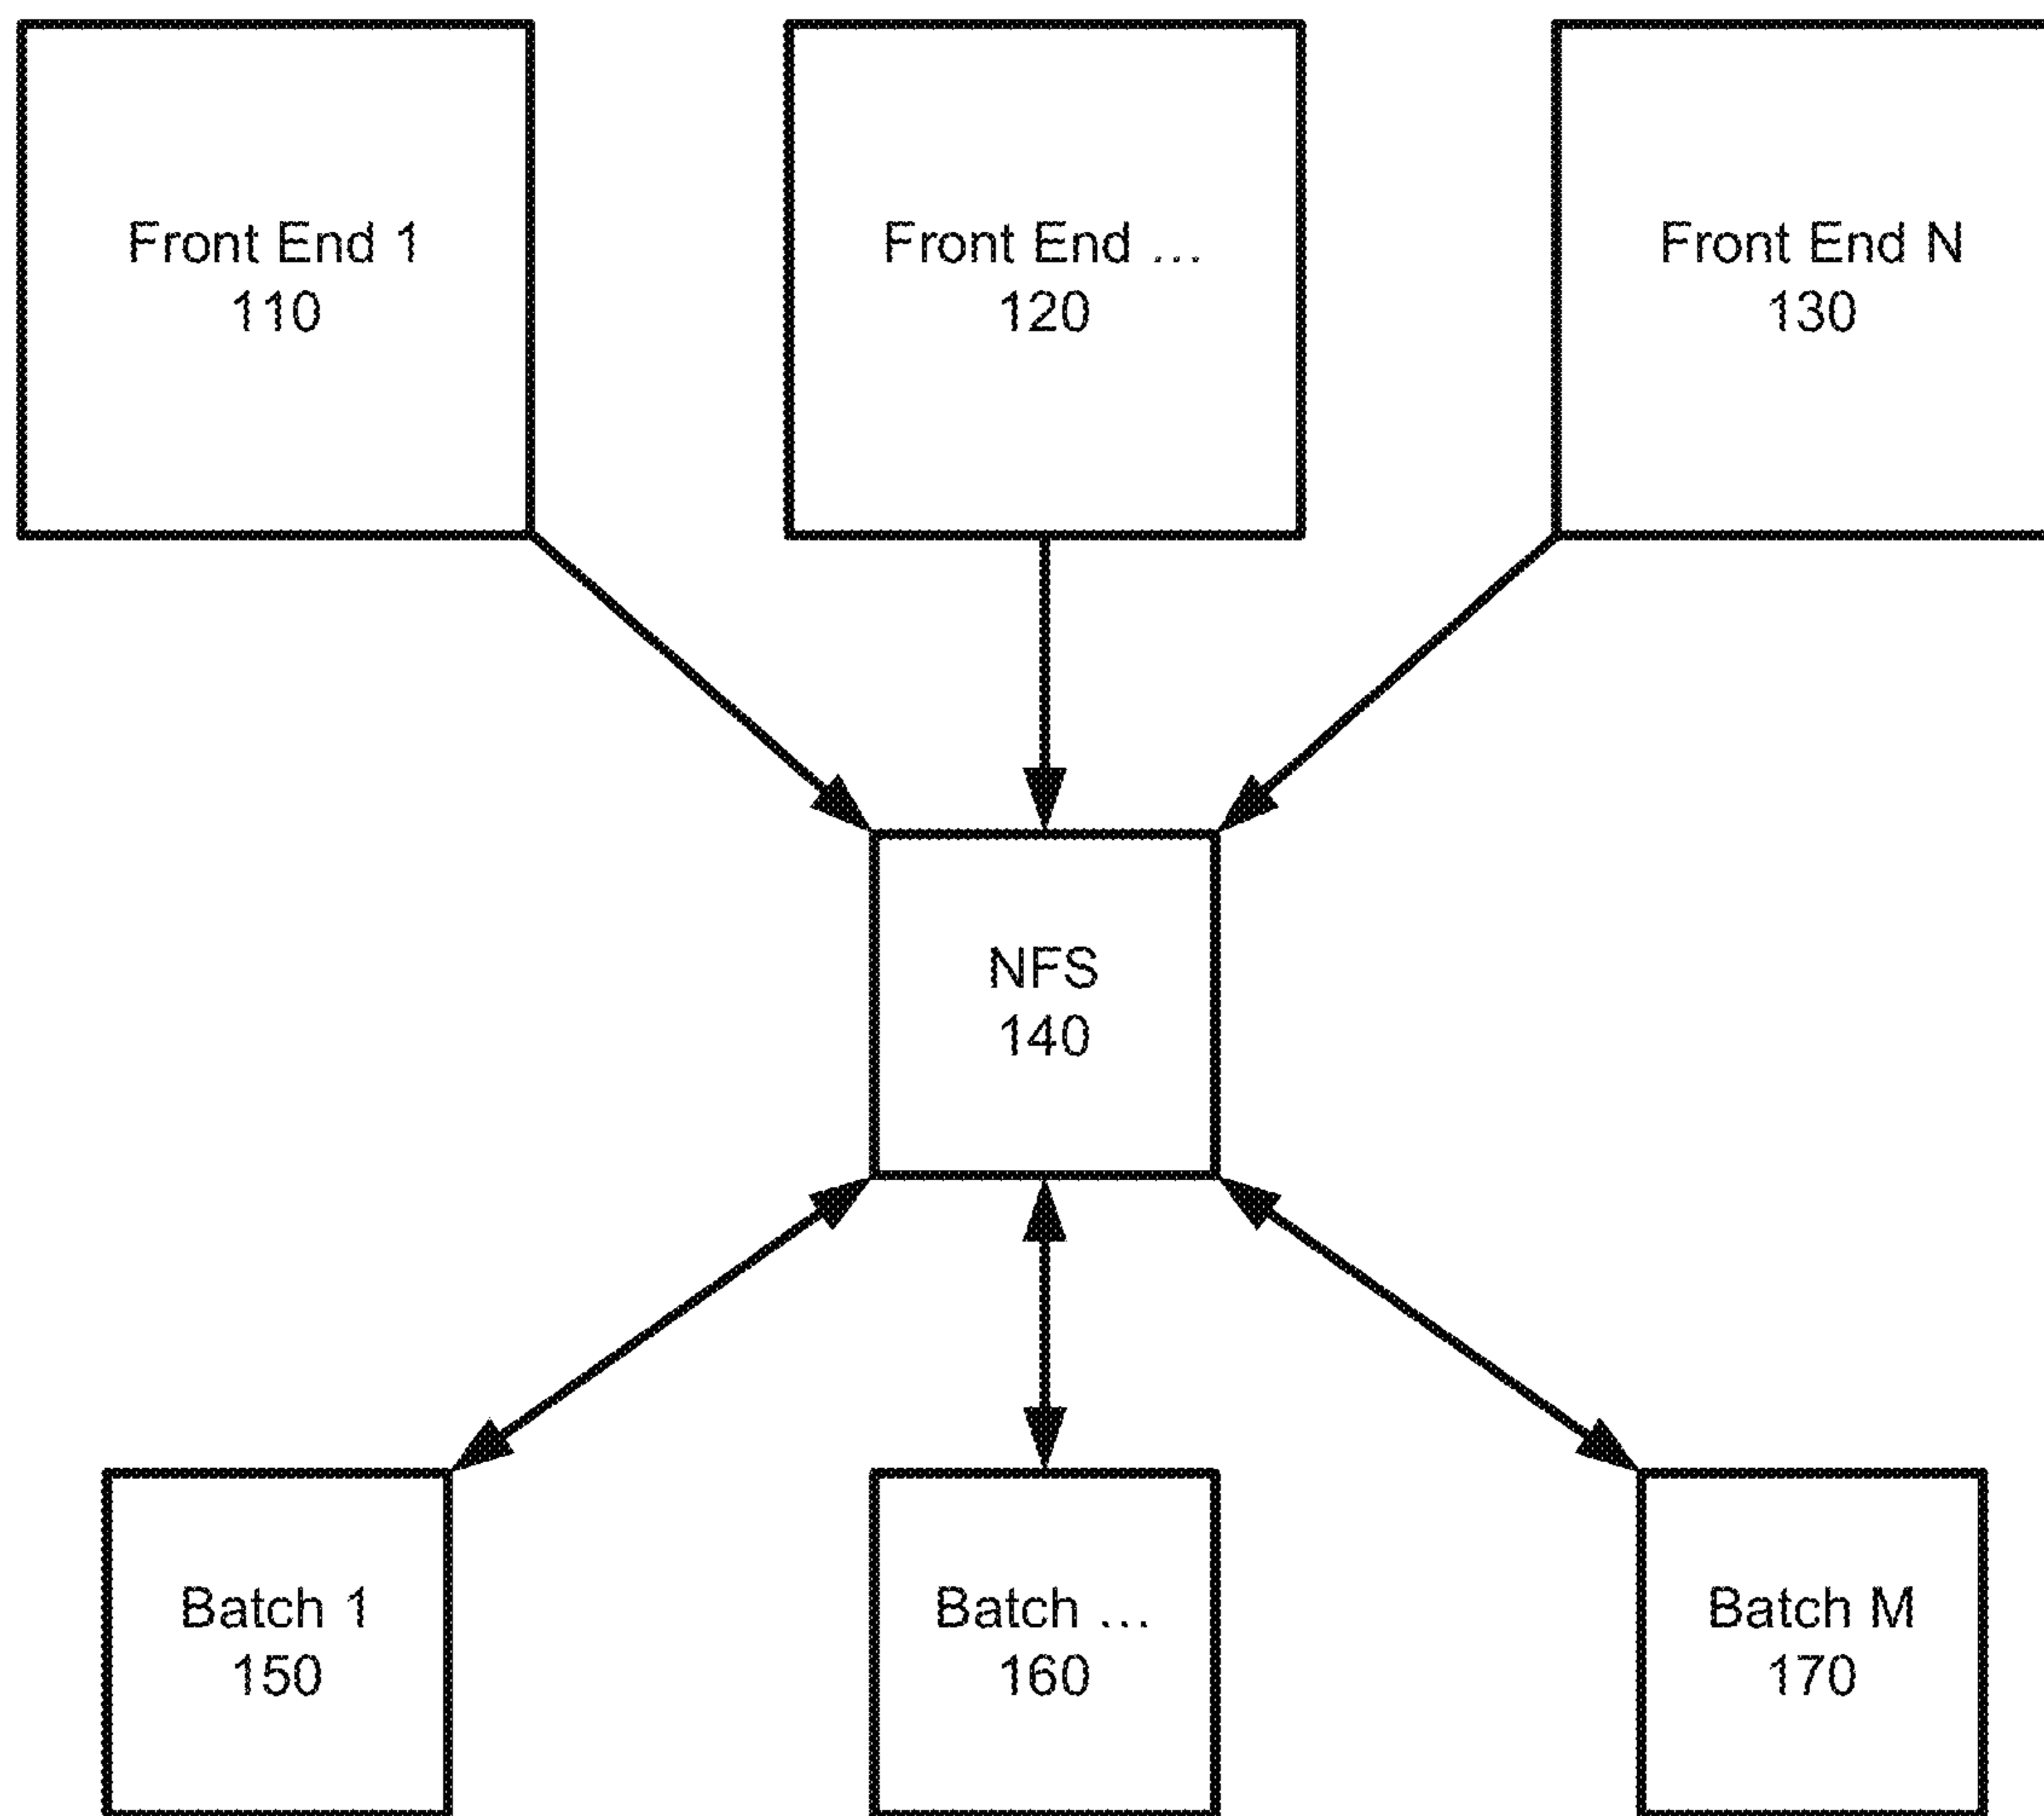 Front End 1
110
Front End ...
120
Front End N
130
NFS
140
Batch 1
150
Batch ...
160
Batch M
170